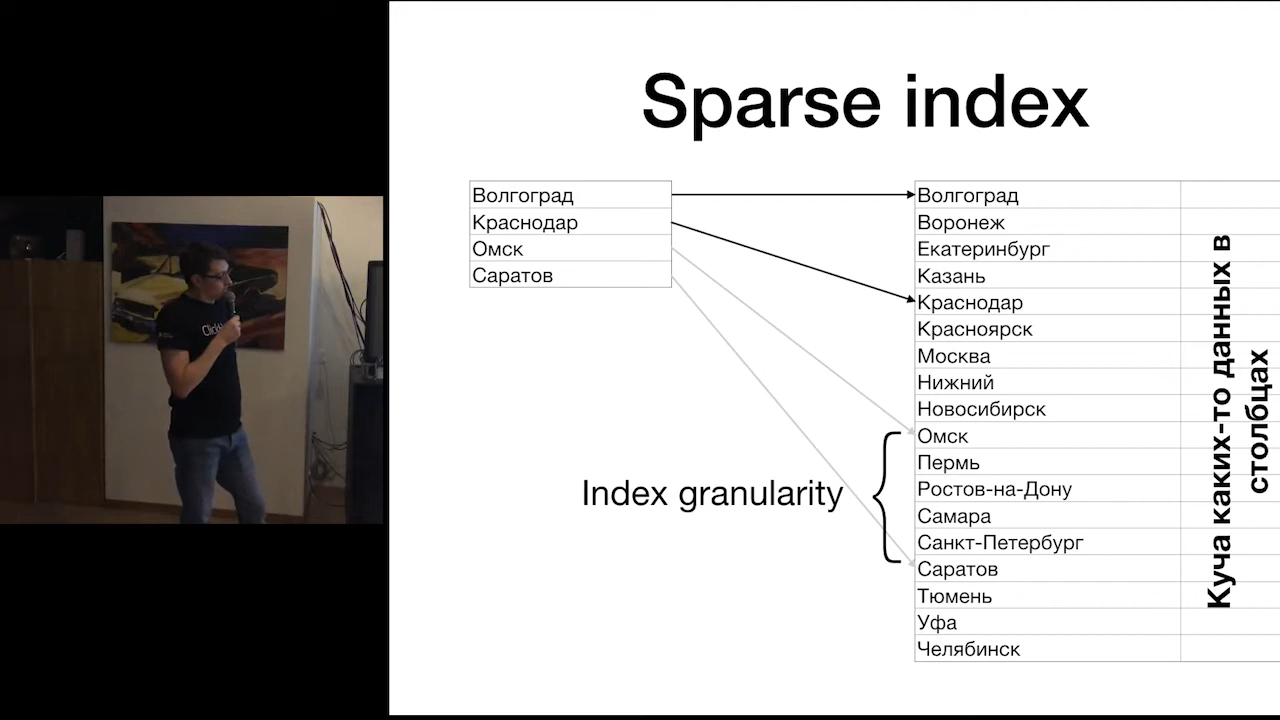 Sparse index
Волгоград
Краснодар
Омск
Саратов
Index granularity
Волгоград
Воронеж
Екатеринбург
Казань
Краснодар
Красноярск
Москва
Нижний
Новосибирск
Омск
Пермь
Ростов-на-Дону
Самара
Санкт-Петербург
Саратов
Тюмень
Уфа
Челябинск
Куча каких-то данных в
столбцах